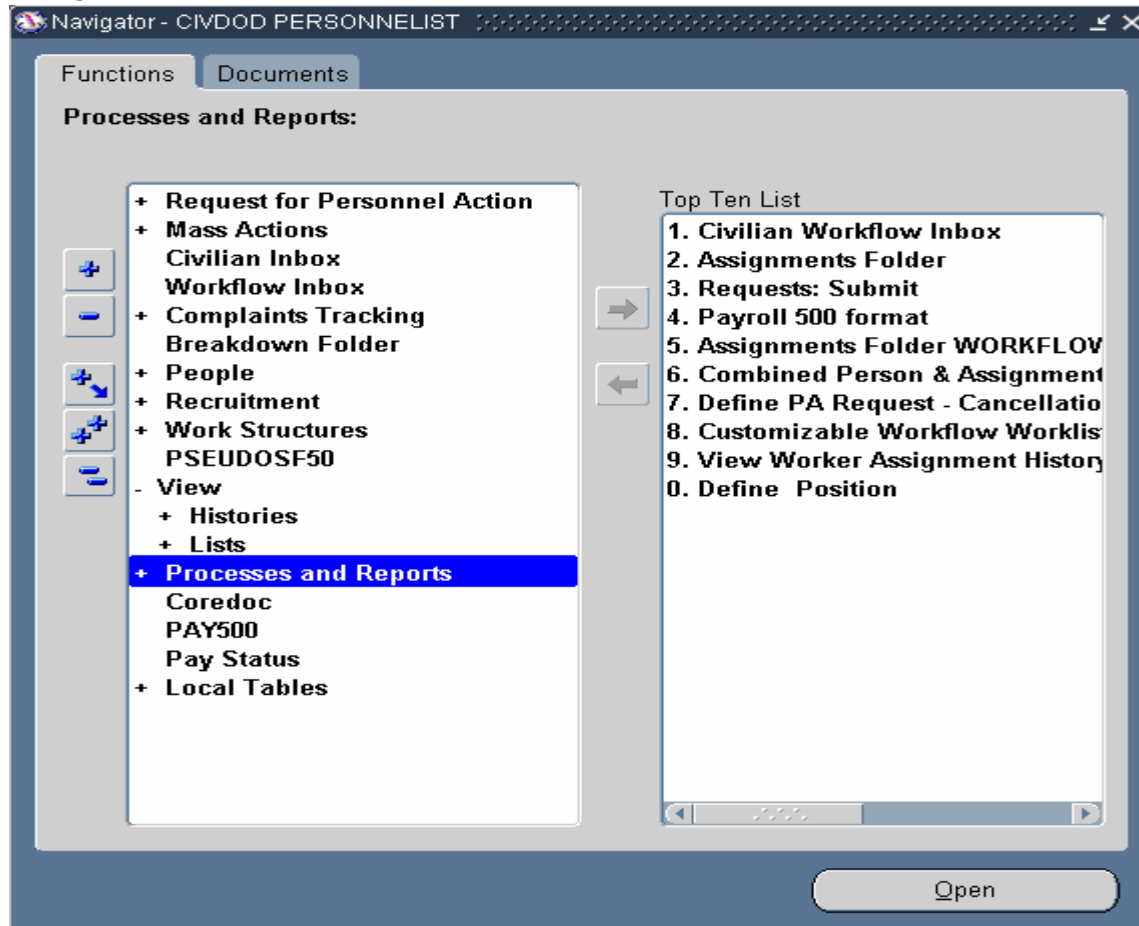 Navigator - CIVDOD PERSONNELIST
Functions
Documents
Processes and Reports:
+ Request for Personnel Action
+ Mass Actions
Civilian Inbox
Workflow Inbox
+ Complaints Tracking
Breakdown Folder
+ People
+ Recruitment
+ Work Structures
PSEUDOSF50
- View
+ Histories
+ Lists
+ Processes and Reports
Coredoc
PAY500
Pay Status
+ Local Tables
Top Ten List
1. Civilian Workflow Inbox
2. Assignments Folder
3. Requests: Submit
4. Payroll 500 format
5. Assignments Folder WORKFLOV
6. Combined Person & Assignment
7. Define PA Request - Cancellatio
8. Customizable Workflow Worklis
9. View Worker Assignment History
0. Define Position
Open